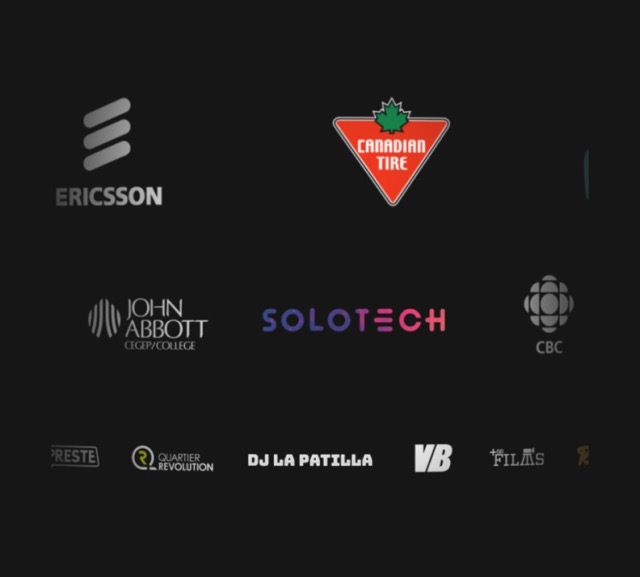 ERICSSON
CANADIAN
TIRE
JOHN
ABBOTT
CEGEP/COLLEGE
SOLOTECH
CBC
PRESTE
QUARTIER
REVOLUTION
DJ LA PATILLA
VB
FILMS